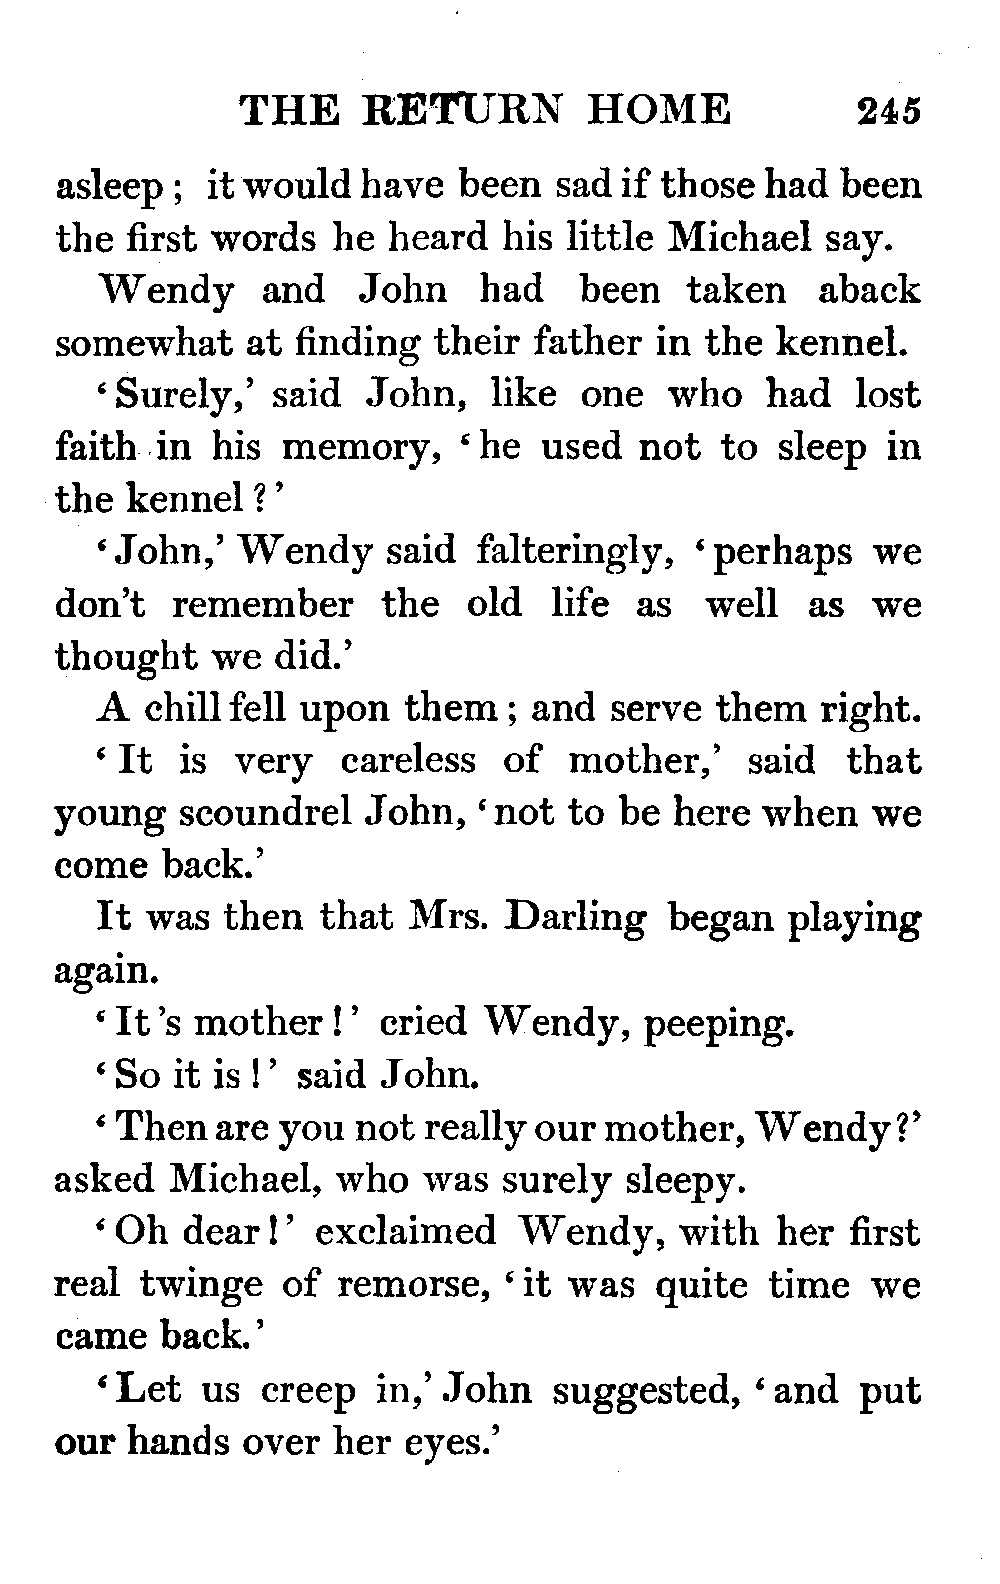 THE RETURN HOME 245
asleep ; it would have been sad if those had been
the first words he heard his little Michael say.
Wendy and John had been taken aback
somewhat at finding their father in the kennel.
‘Surely,’ said John, like one who had lost
faith in his memory, ‘he used not to sleep in
the kennel ?’
‘John,’ Wendy said falteringly, ‘perhaps we
don’t remember the old life as well as we
thought we did.’
A chill fell upon them ; and serve them right.
‘It is very careless of mother,’ said that
young scoundrel John, ‘not to be here when we
come back.’
It was then that Mrs. Darling began playing
again.
‘It ’s mother !’ cried Wendy, peeping.
‘So it is !’ said John.
‘Then are you not really our mother, Wendy?’
asked Michael, who was surely sleepy.
‘Oh dear !’ exclaimed Wendy, with her first
real twinge of remorse, ‘it was quite time we
came back.’
‘Let us creep in,’ John suggested, ‘and put
our hands over her eyes.’